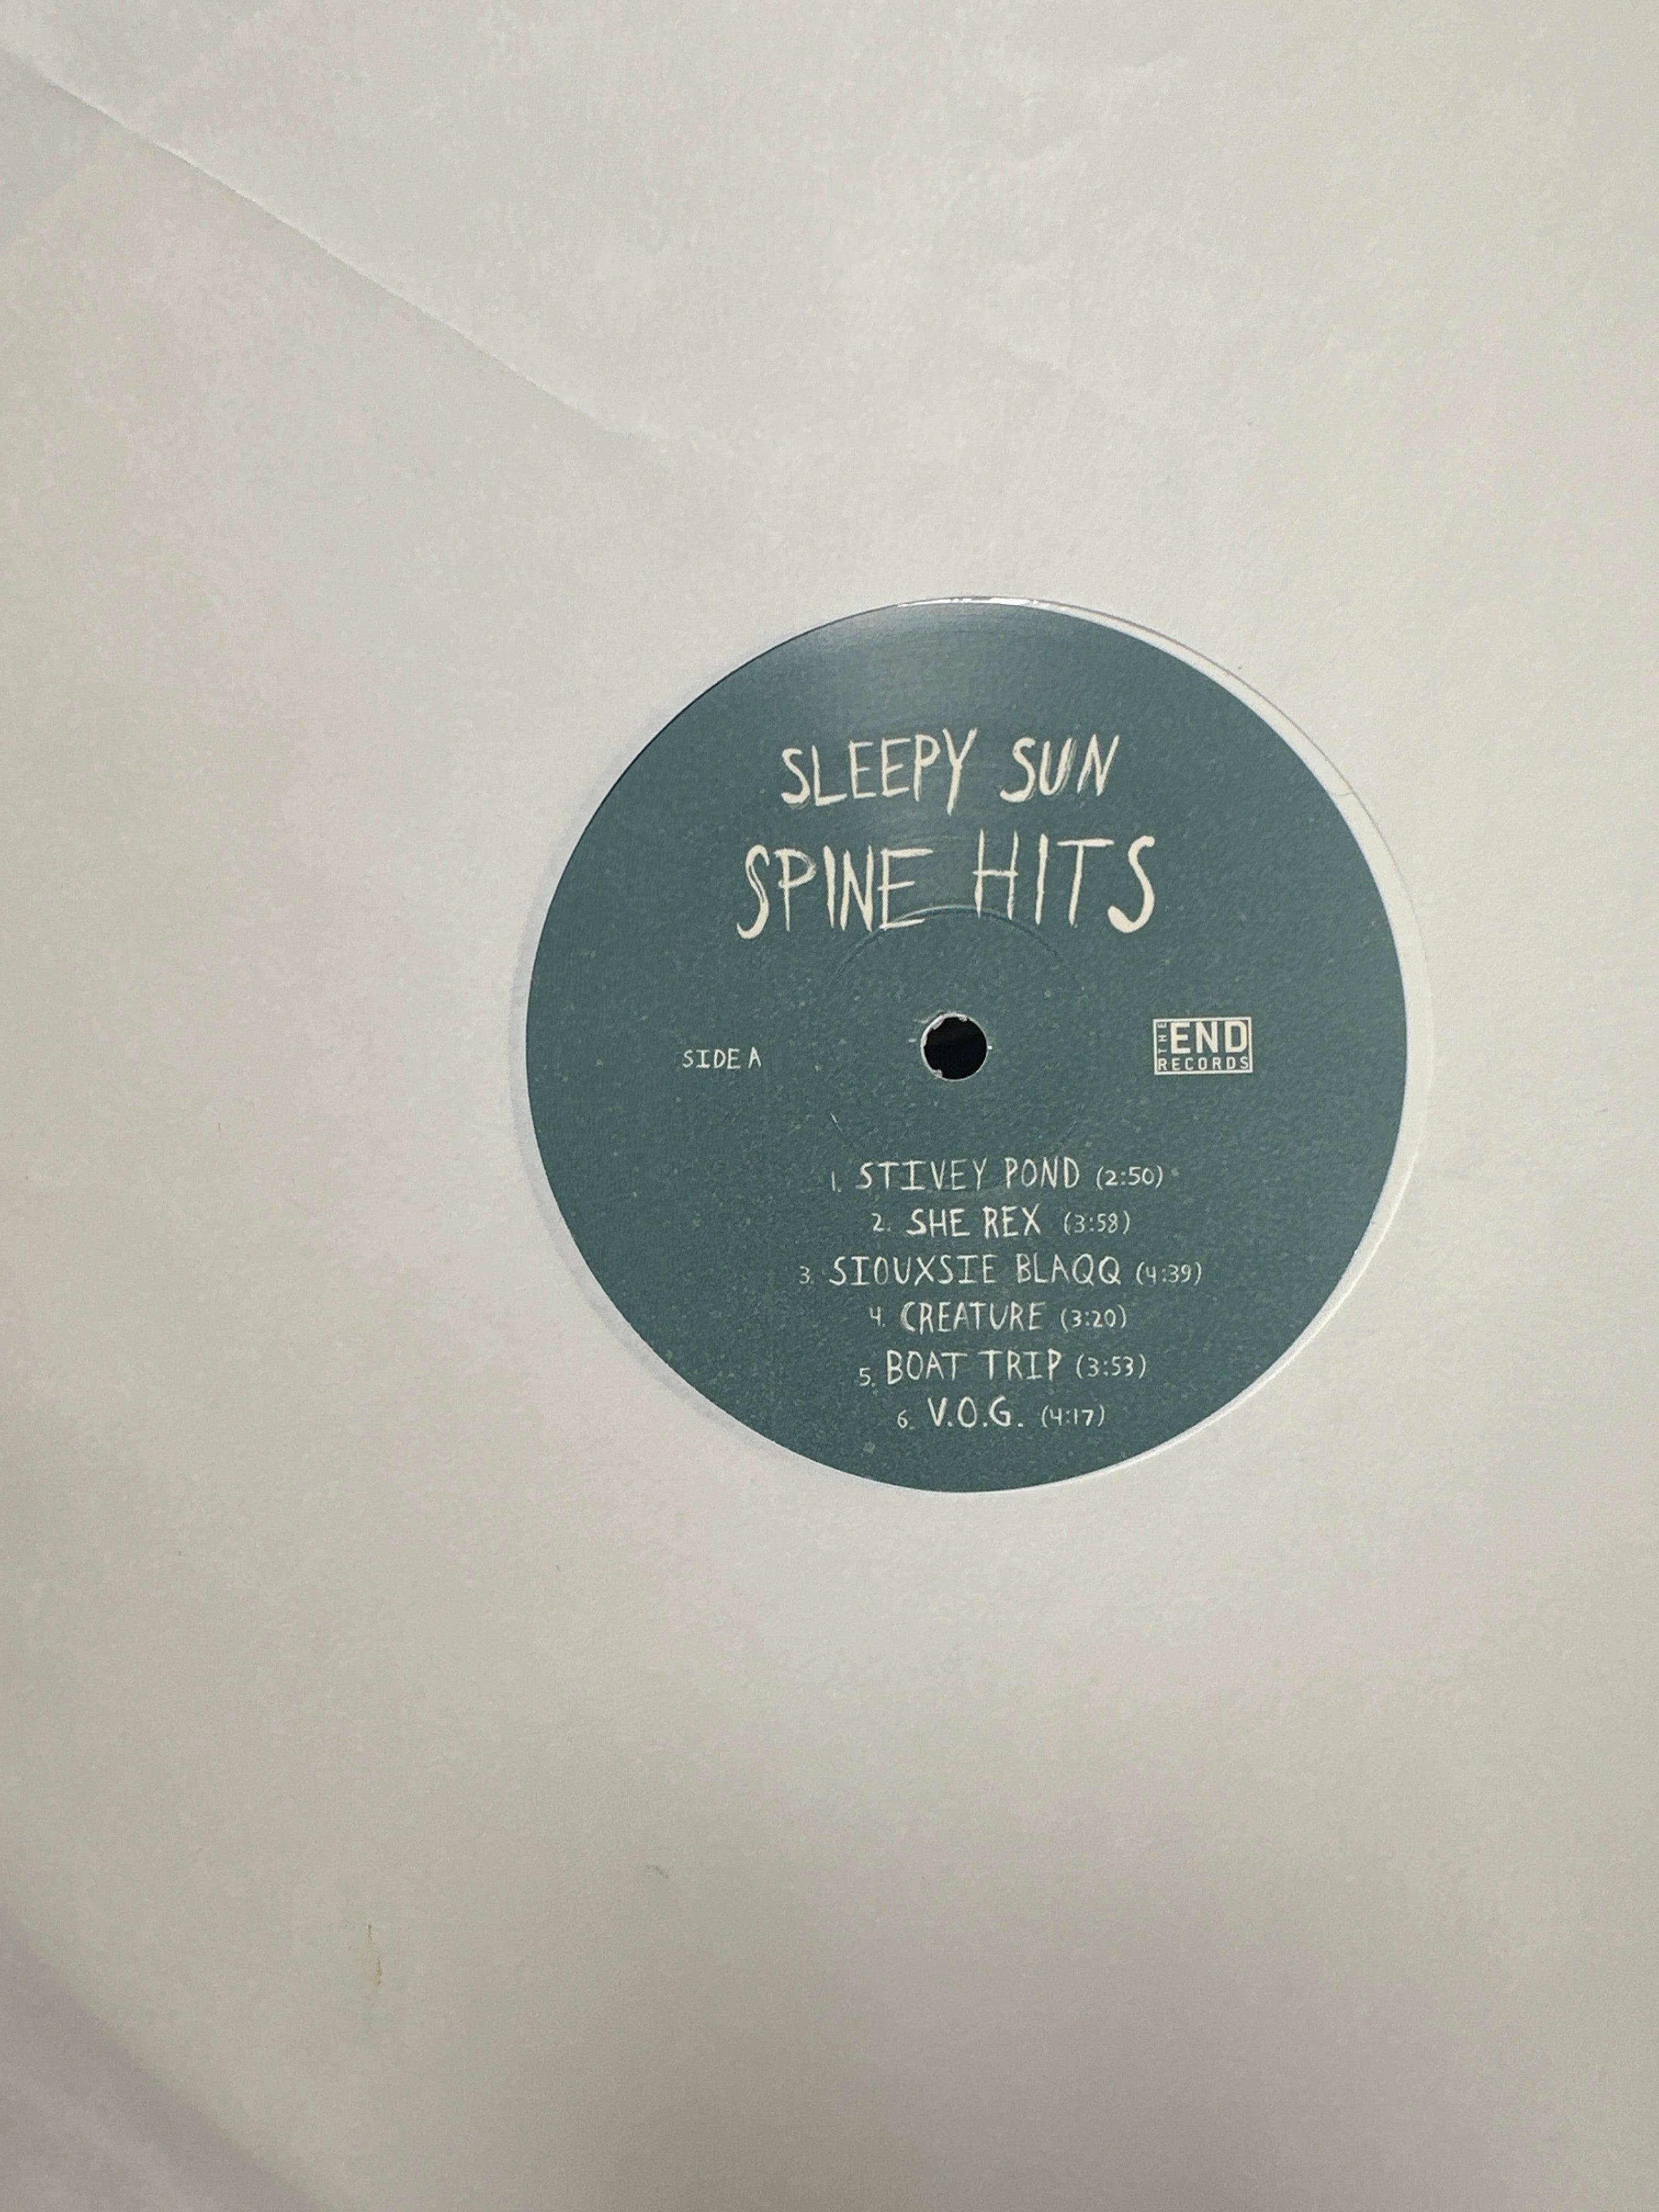 SLEEPY SUN
SPINE HITS
SIDE A
THE END
RECORDS
1. STIVEY POND (2:50)
2. SHE REX (3:58)
3. SIOUXSIE BLAQQ (4:39)
4. CREATURE (3:20)
5. BOAT TRIP (3:53)
6. V.O.G. (4:17)